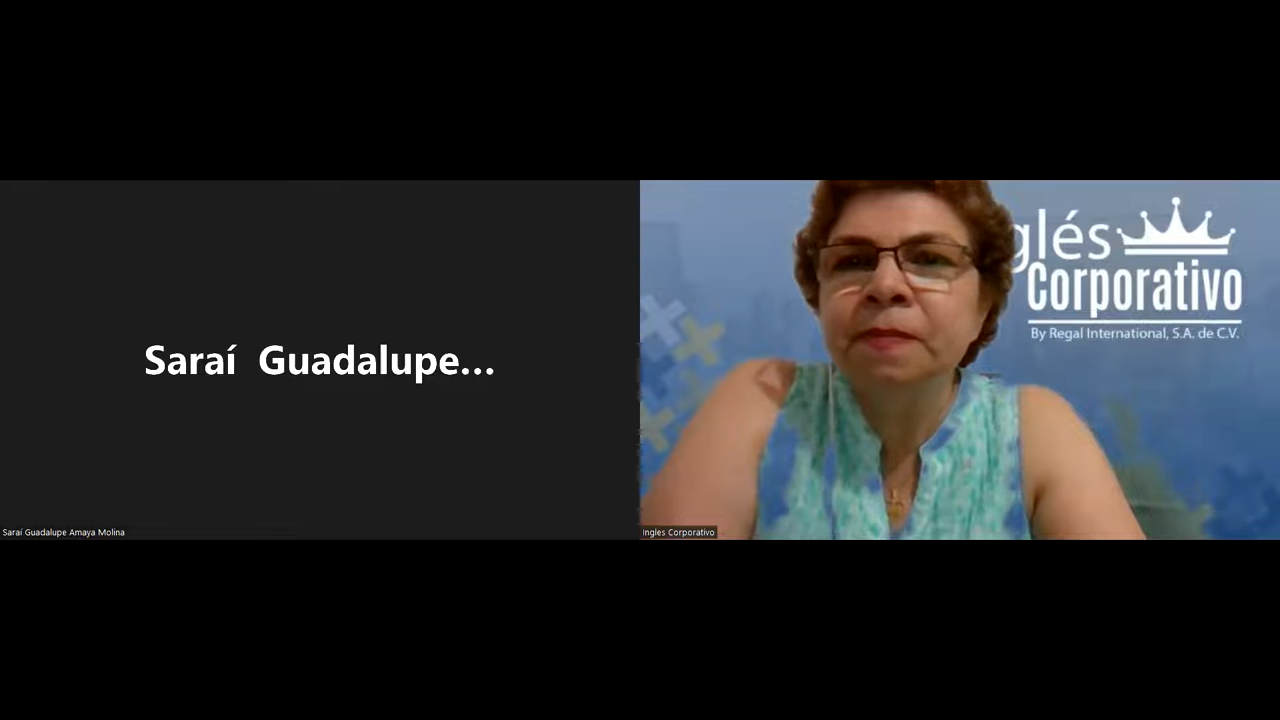 Saraí Guadalupe...
Saraí Guadalupe Amaya Molina
glés
Corporativo
By Regal International, S.A. de C.V.
Ingles Corporativo